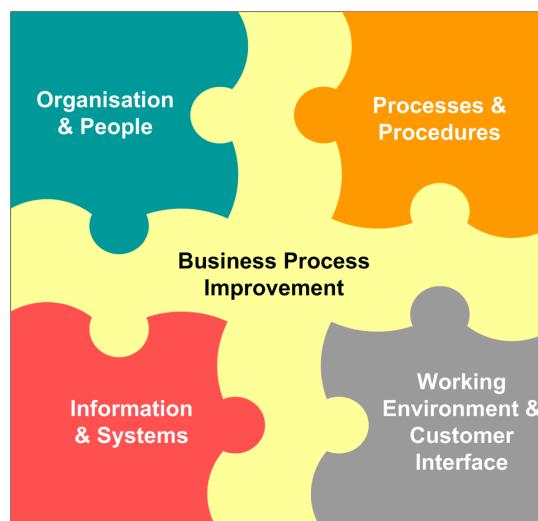 Organisation
& People
Processes &
Procedures
Business Process
Improvement
Information
& Systems
Working
Environment &
Customer
Interface